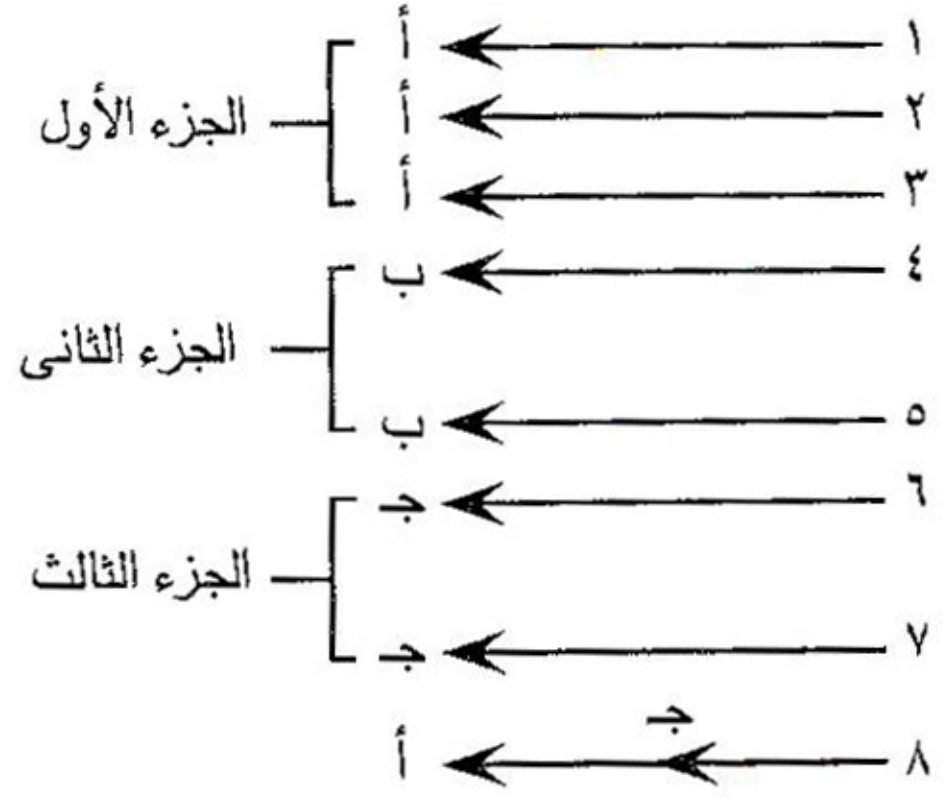 ١ أ
٢ أ
الجزء الأول
٣ أ
٤ ب
الجزء الثانى
٥ ب
٦ جـ
الجزء الثالث
٧ جـ
٨ جـ أ